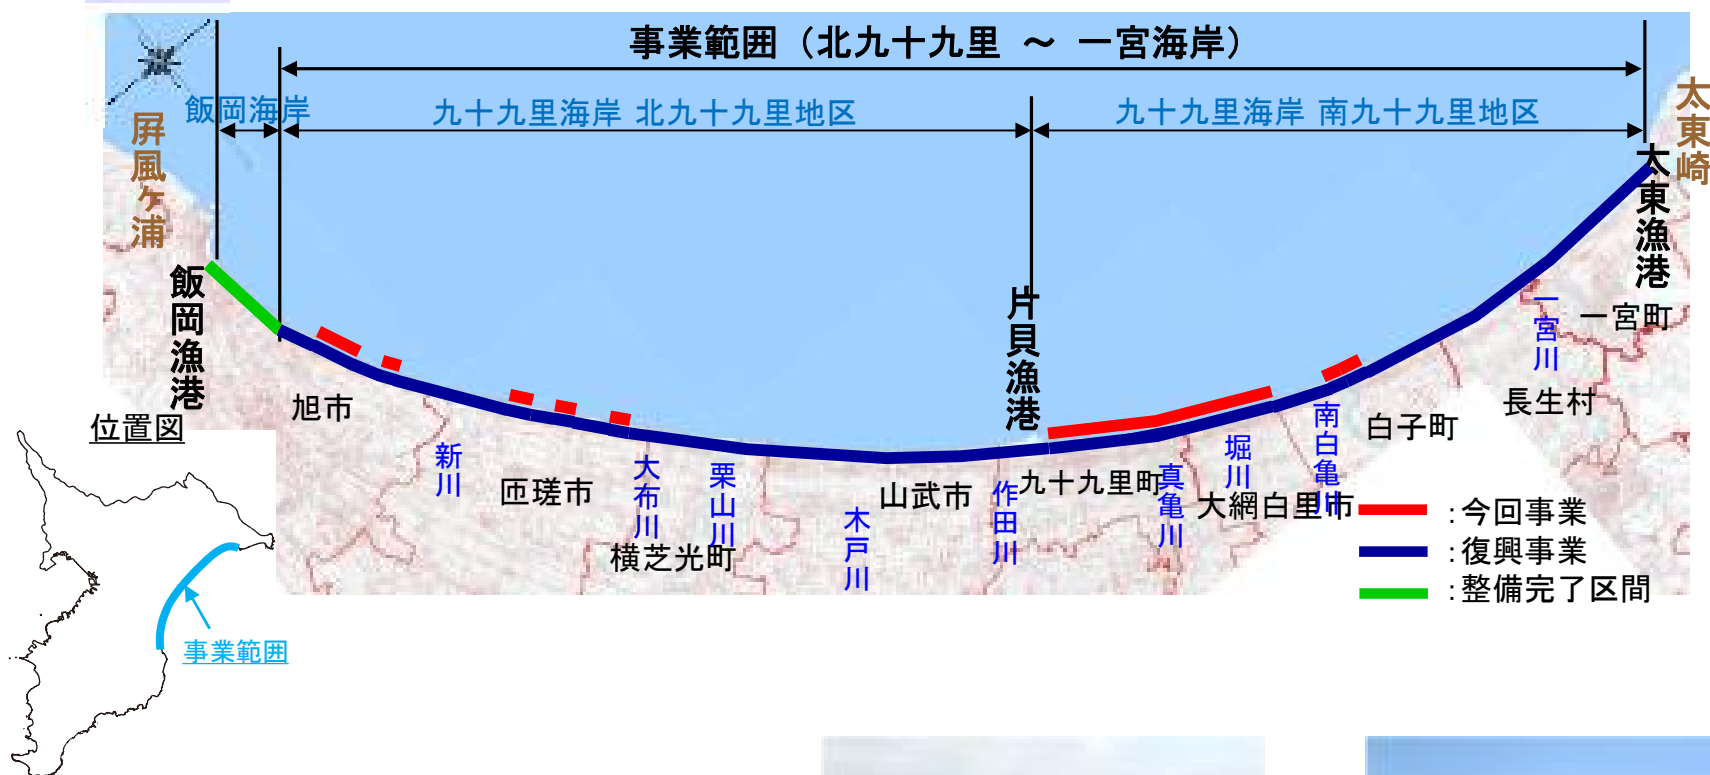 事業範囲（北九十九里 ～ 一宮海岸）
飯岡海岸
九十九里海岸 北九十九里地区
九十九里海岸 南九十九里地区
屏風ヶ浦
太東崎
飯岡漁港
片貝漁港
太東漁港
旭市
新川
匝瑳市
大布川
横芝光町
栗山川
木戸川
山武市
作田川
九十九里町
真亀川
堀川
大網白里市
南白亀川
白子町
長生村
一宮川
一宮町
位置図
事業範囲
：今回事業
：復興事業
：整備完了区間